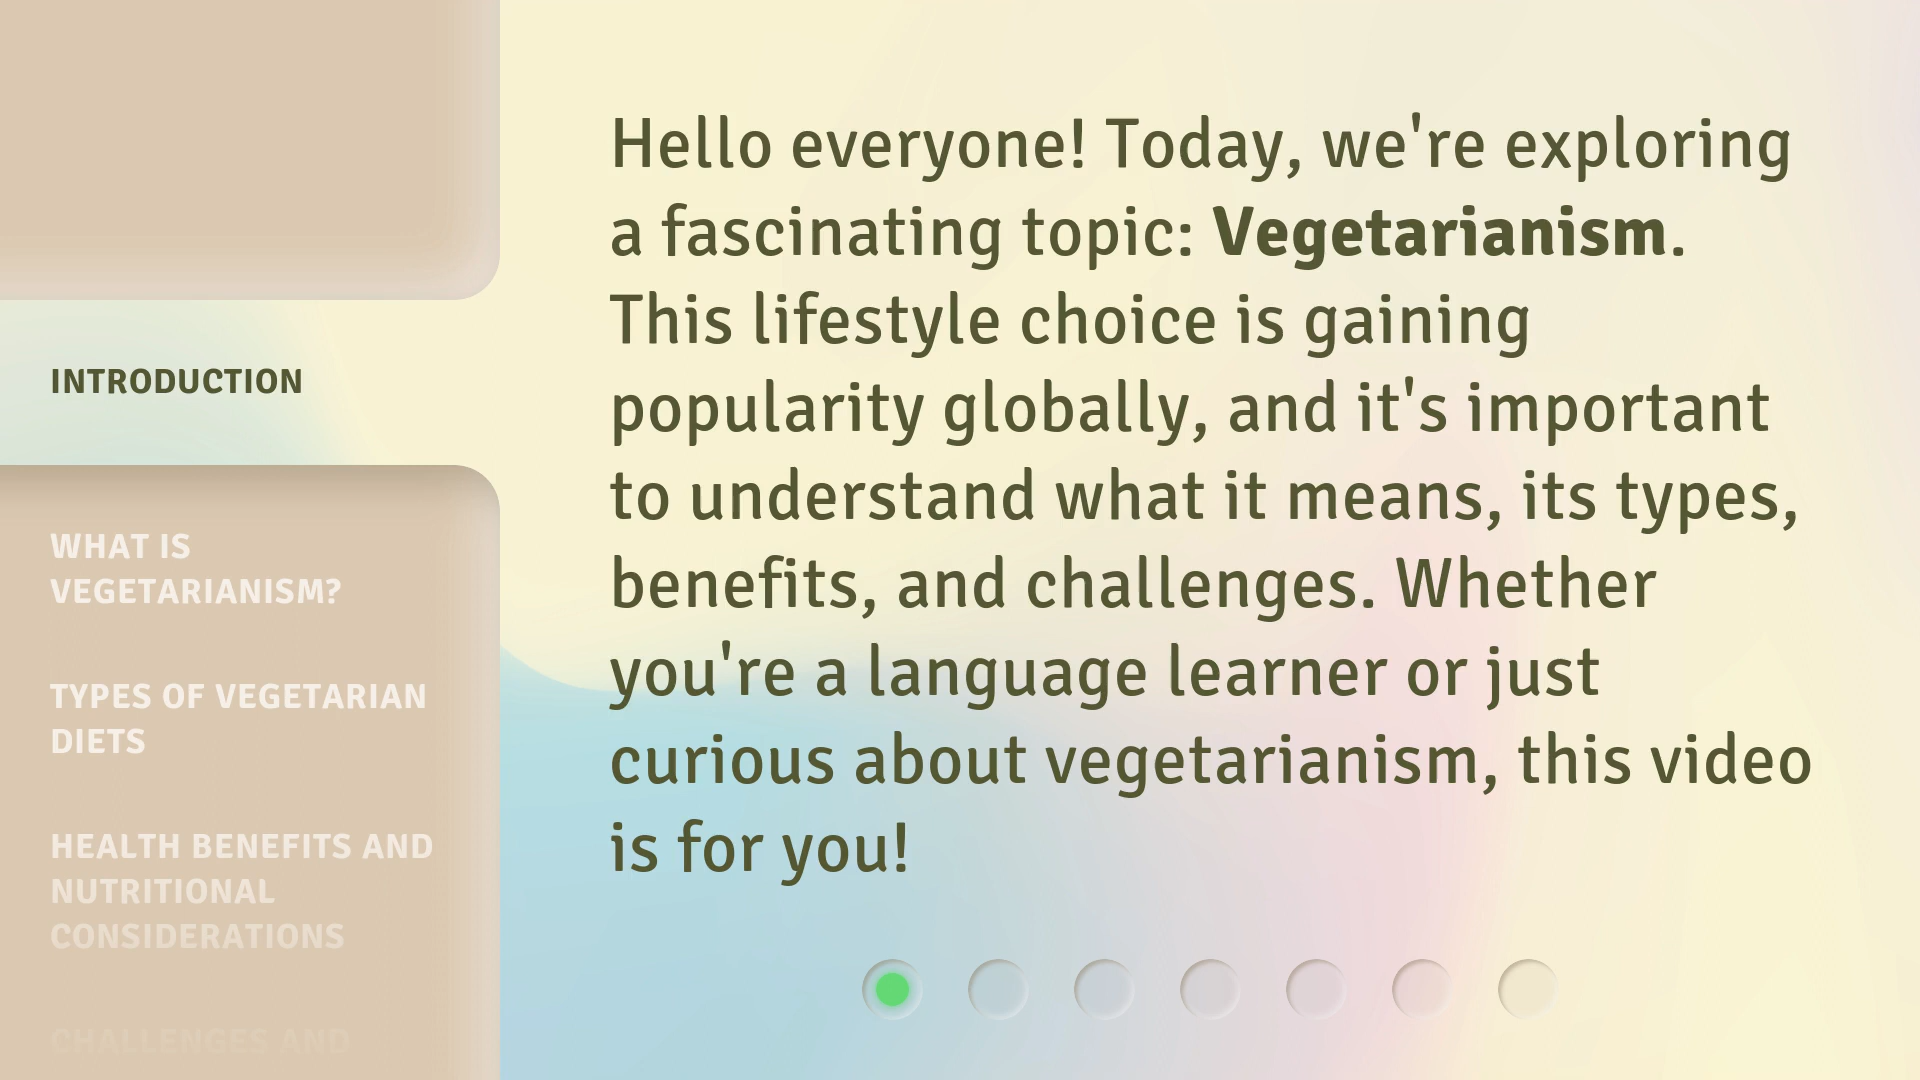 INTRODUCTION
WHAT IS
VEGETARIANISM?
TYPES OF VEGETARIAN
DIETS
HEALTH BENEFITS AND
NUTRITIONAL
CONSIDERATIONS
CHALLENGES AND
Hello everyone! Today, we're exploring
a fascinating topic: Vegetarianism.
This lifestyle choice is gaining
popularity globally, and it's important
to understand what it means, its types,
benefits, and challenges. Whether
you're a language learner or just
curious about vegetarianism, this video
is for you!